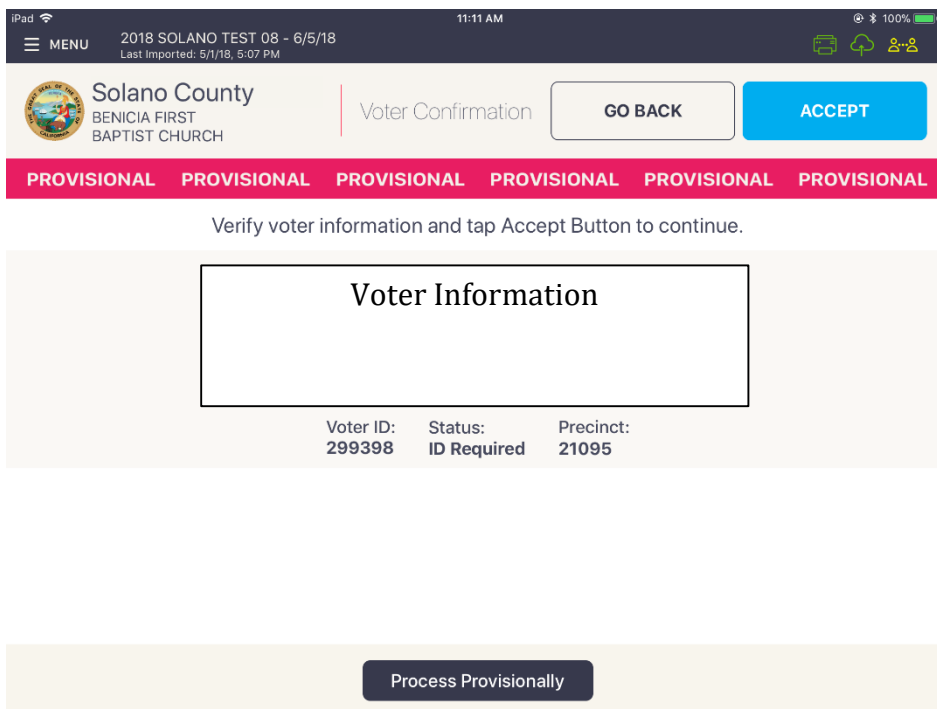 iPad 11:11 AM 100%
MENU 2018 SOLANO TEST 08 - 6/5/18
Last Imported: 5/1/18, 5:07 PM
Solano County
BENICIA FIRST
BAPTIST CHURCH
Voter Confirmation
GO BACK
ACCEPT
PROVISIONAL PROVISIONAL PROVISIONAL PROVISIONAL PROVISIONAL PROVISIONAL
Verify voter information and tap Accept Button to continue.
Voter Information
Voter ID: Status: Precinct:
299398 ID Required 21095
Process Provisionally